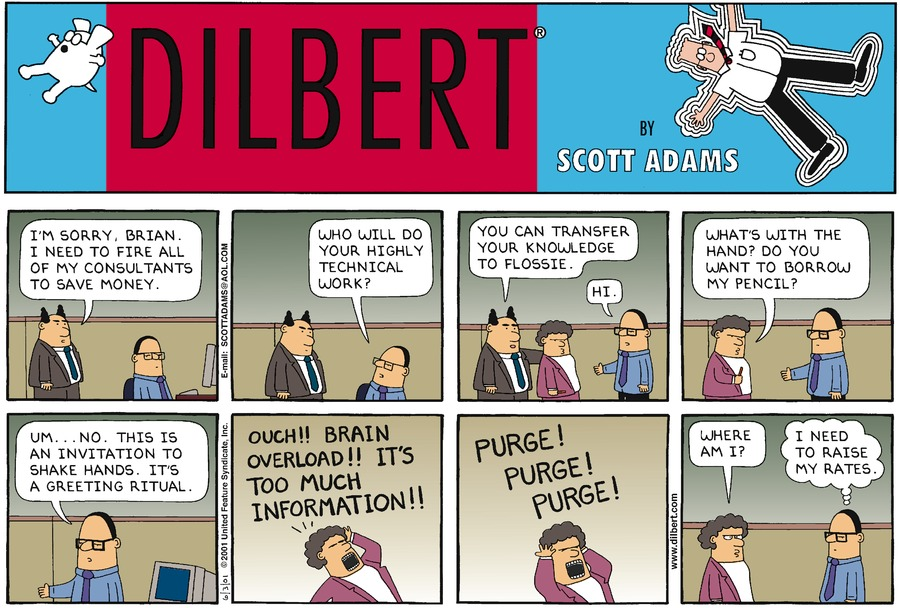 DILBERT®
BY
SCOTT ADAMS
I'M SORRY, BRIAN.
I NEED TO FIRE ALL
OF MY CONSULTANTS
TO SAVE MONEY.
E-mail: SCOTTADAMS@AOL.COM
WHO WILL DO
YOUR HIGHLY
TECHNICAL
WORK?
YOU CAN TRANSFER
YOUR KNOWLEDGE
TO FLOSSIE.
HI.
WHAT'S WITH THE
HAND? DO YOU
WANT TO BORROW
MY PENCIL?
UM...NO. THIS IS
AN INVITATION TO
SHAKE HANDS. IT'S
A GREETING RITUAL.
6/3/01 ©2001 United Feature Syndicate, Inc.
OUCH!! BRAIN
OVERLOAD!! IT'S
TOO MUCH
INFORMATION!!
PURGE!
PURGE!
PURGE!
www.dilbert.com
WHERE
AM I?
I NEED
TO RAISE
MY RATES.